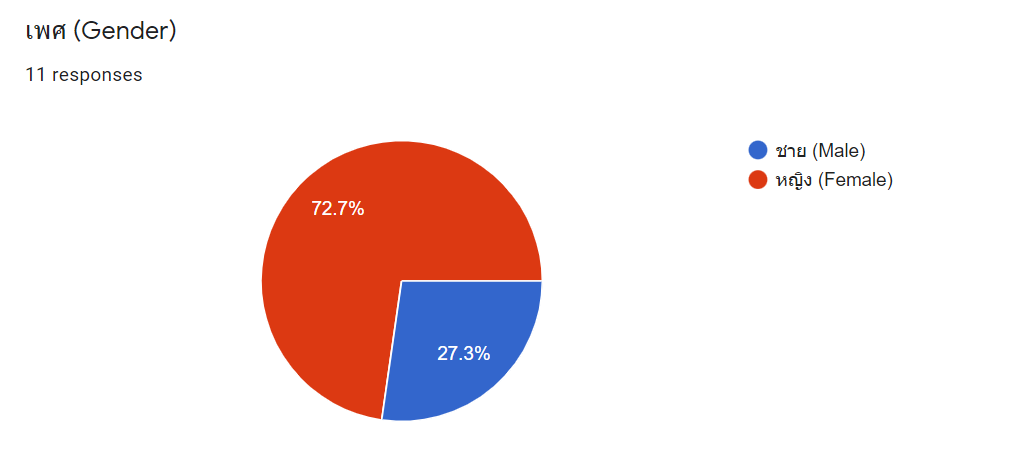 เพศ (Gender)
11 responses
72.7%
27.3%
ชาย (Male)
หญิง (Female)